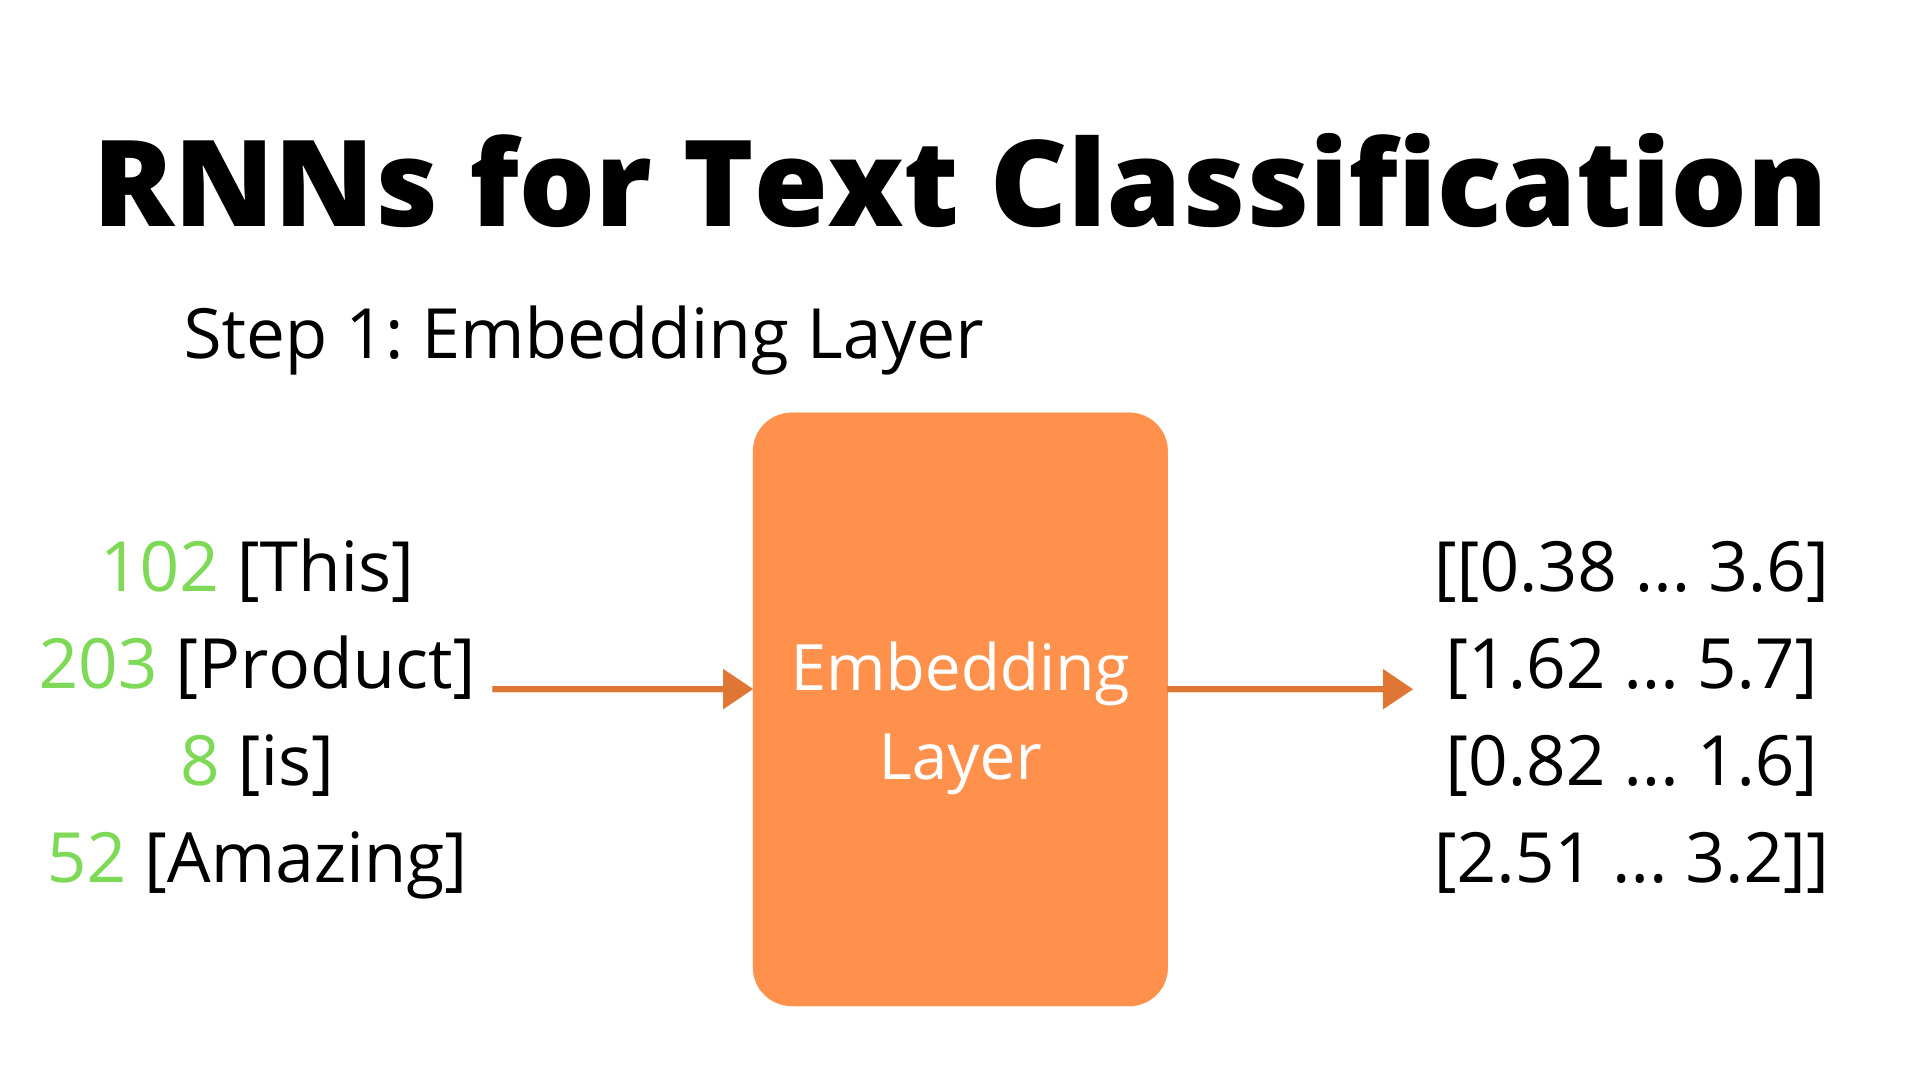 RNNs for Text Classification
Step 1: Embedding Layer
102 [This]
203 [Product]
8 [is]
52 [Amazing]
Embedding
Layer
[[0.38 ... 3.6]
[1.62 ... 5.7]
[0.82 ... 1.6]
[2.51 ... 3.2]]